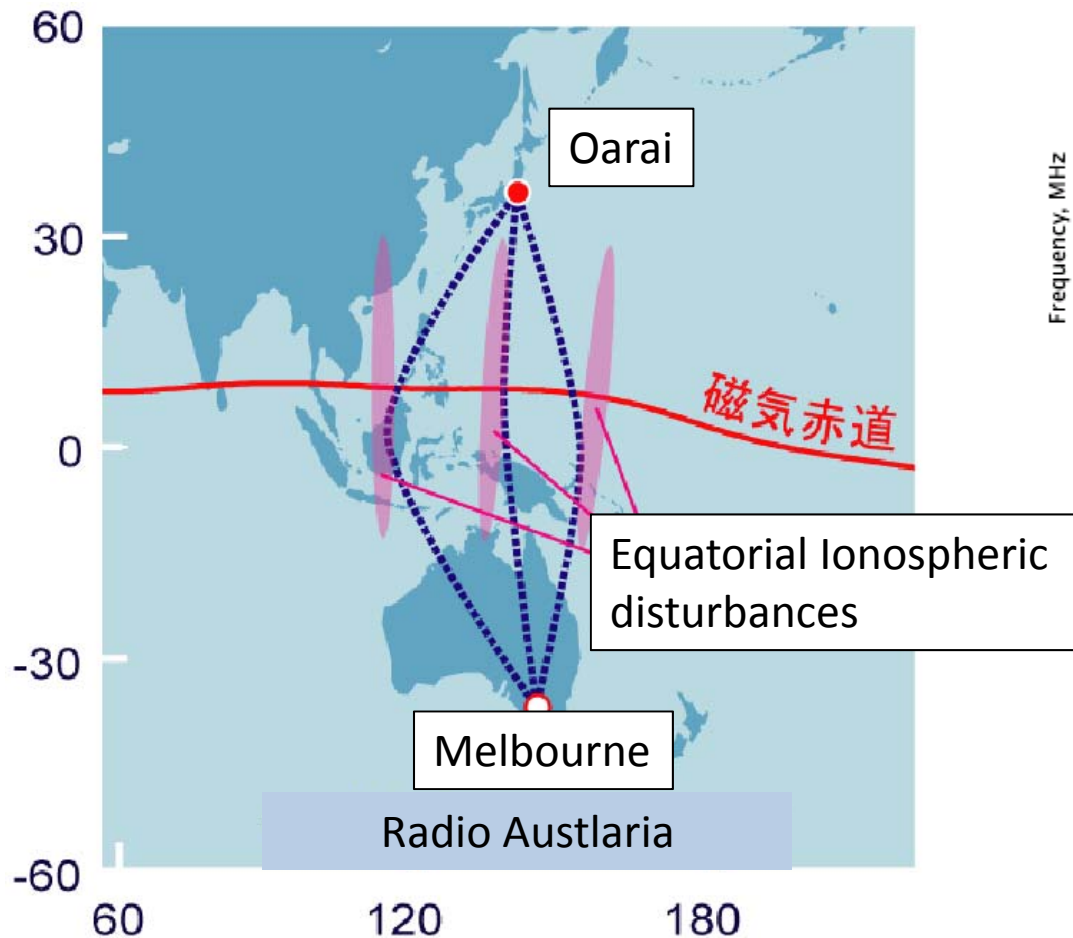 60
Oarai
Frequency, MHz
30
磁気赤道
0
Equatorial Ionospheric
disturbances
-30
Melbourne
Radio Austlaria
-60
60
120
180